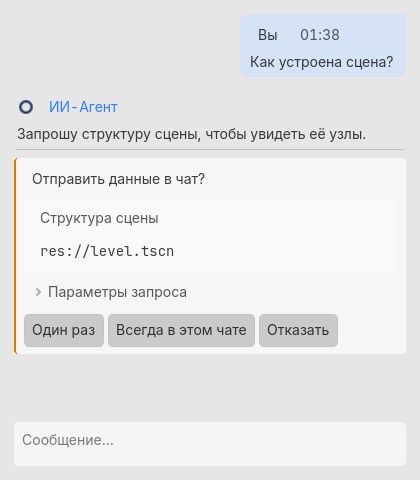 Вы 01:38
Как устроена сцена?
ИИ-Агент
Запрошу структуру сцены, чтобы увидеть её узлы.
Отправить данные в чат?
Структура сцены
res://level.tscn
Параметры запроса
Один раз Всегда в этом чате Отказать
Сообщение...